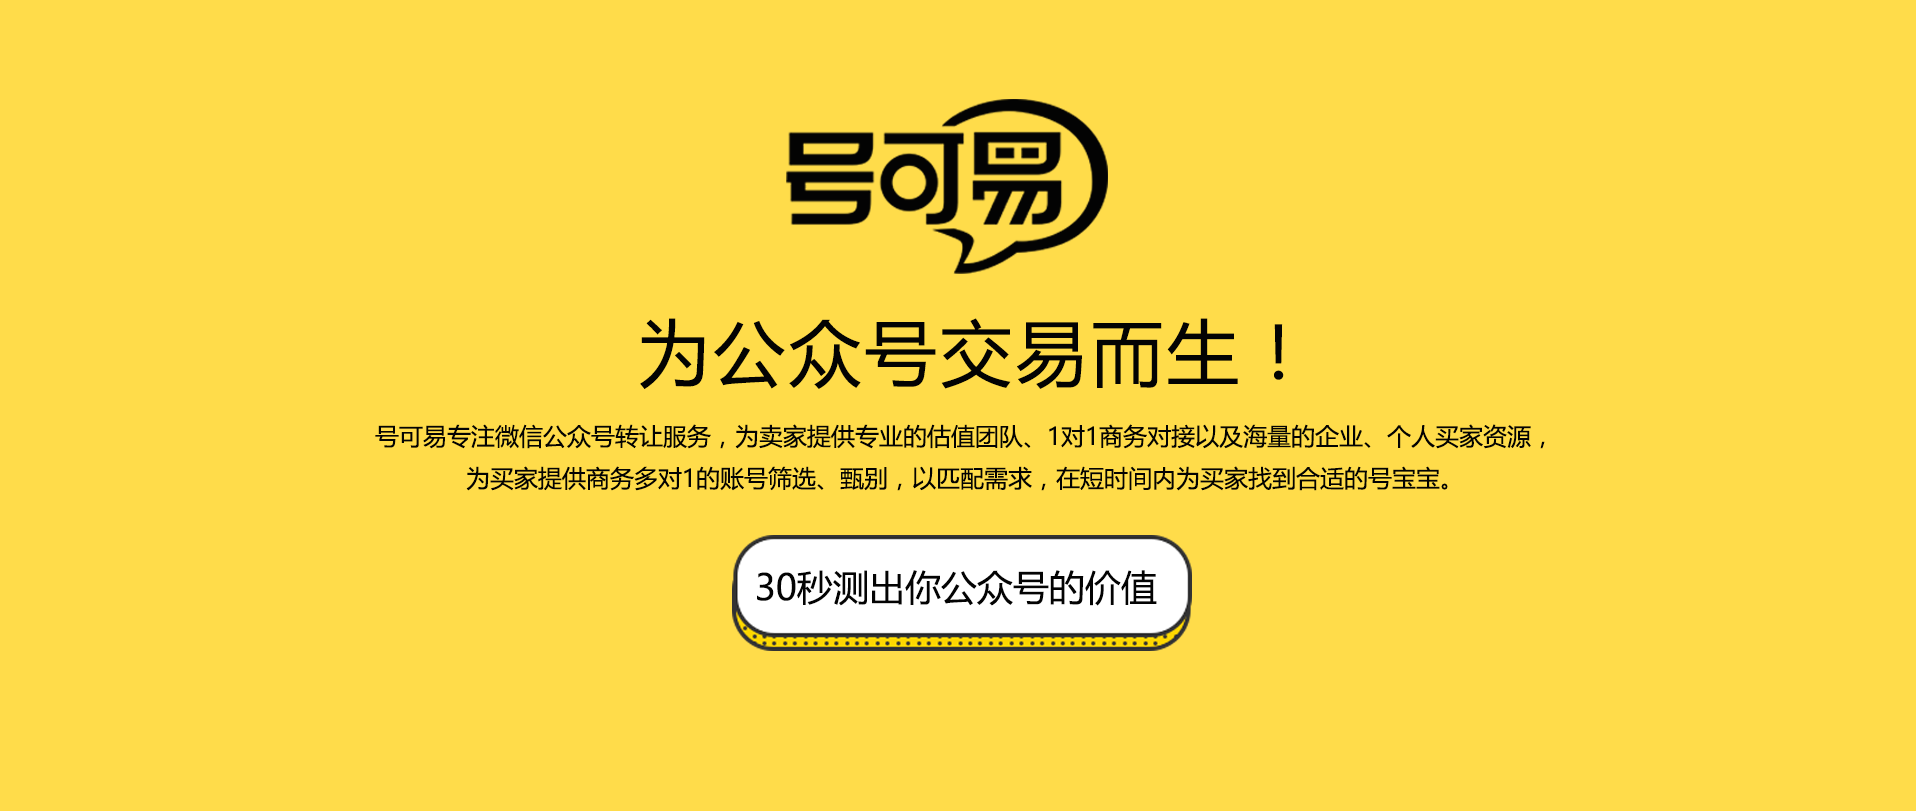 号可易
为公众号交易而生！
号可易专注微信公众号转让服务，为卖家提供专业的估值团队、1对1商务对接以及海量的企业、个人买家资源，
为买家提供商务多对1的账号筛选、甄别，以匹配需求，在短时间内为买家找到合适的号宝宝。
30秒测出你公众号的价值